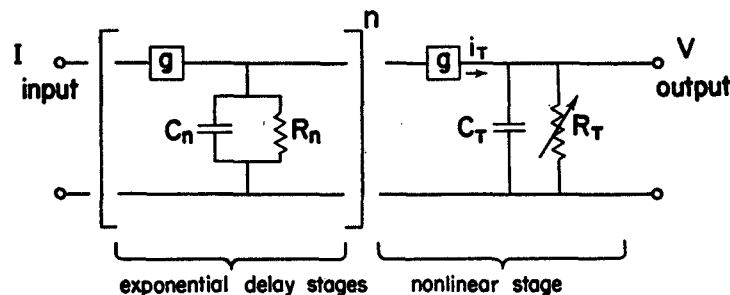 n
I
g
g
i_T
V
input
output
C_n
R_n
C_T
R_T
exponential delay stages
nonlinear stage